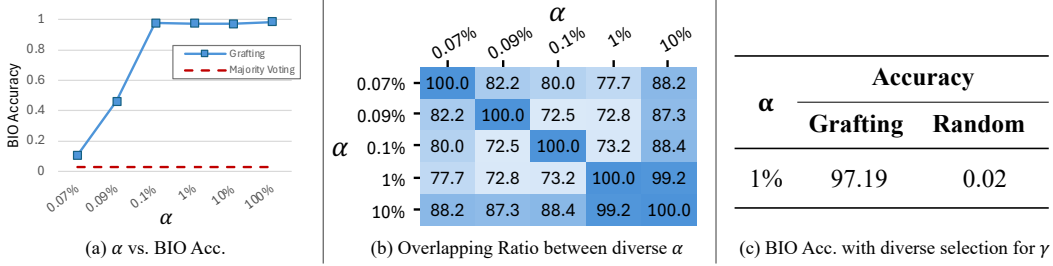 BIO Accuracy
1
0.8
0.6
0.4
0.2
0
Grafting
Majority Voting
0.07%
0.09%
0.1%
1%
10%
100%
α
(a) α vs. BIO Acc.
α
0.07%
0.09%
0.1%
1%
10%
α
0.07% 100.0 82.2 80.0 77.7 88.2
0.09% 82.2 100.0 72.5 72.8 87.3
0.1% 80.0 72.5 100.0 73.2 88.4
1% 77.7 72.8 73.2 100.0 99.2
10% 88.2 87.3 88.4 99.2 100.0
(b) Overlapping Ratio between diverse α
α
Accuracy
Grafting Random
1% 97.19 0.02
(c) BIO Acc. with diverse selection for γ